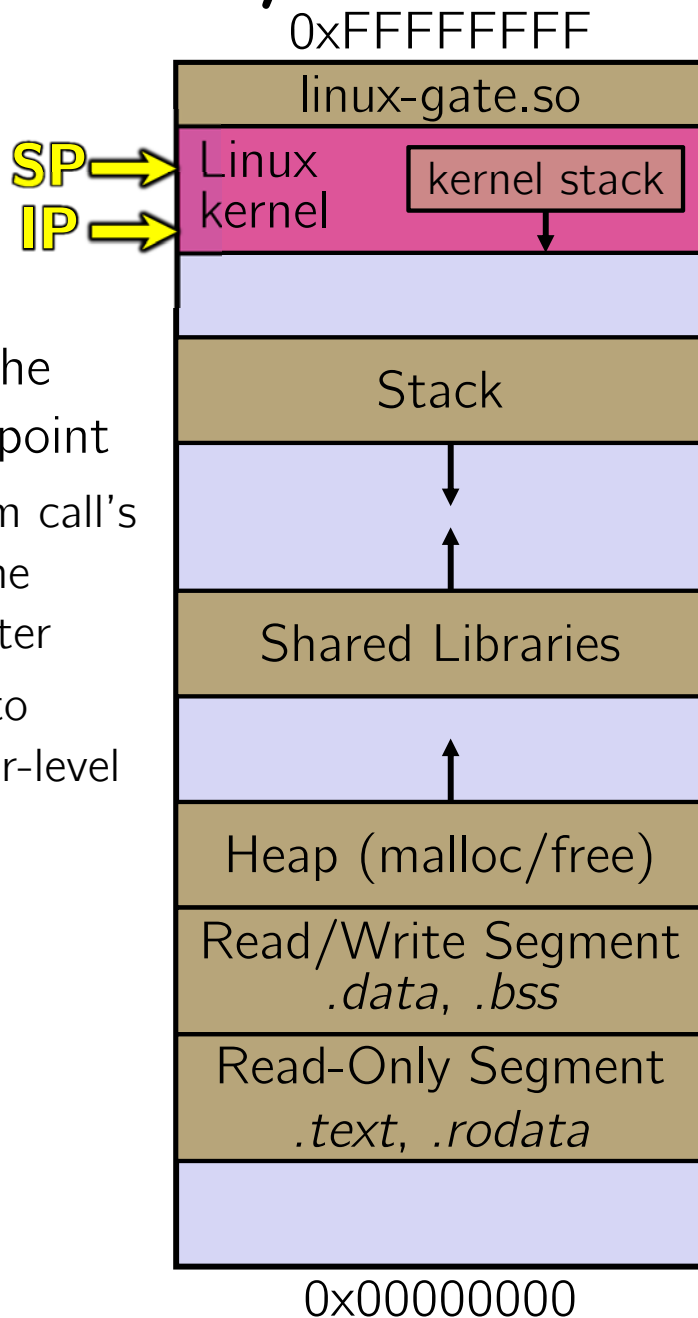 0xFFFFFFFF
linux-gate.so
SP
IP
Linux
kernel
kernel stack
he
point
Stack
m call's
ne
ter
to
r-level
Shared Libraries
Heap (malloc/free)
Read/Write Segment
.data, .bss
Read-Only Segment
.text, .rodata
0x00000000